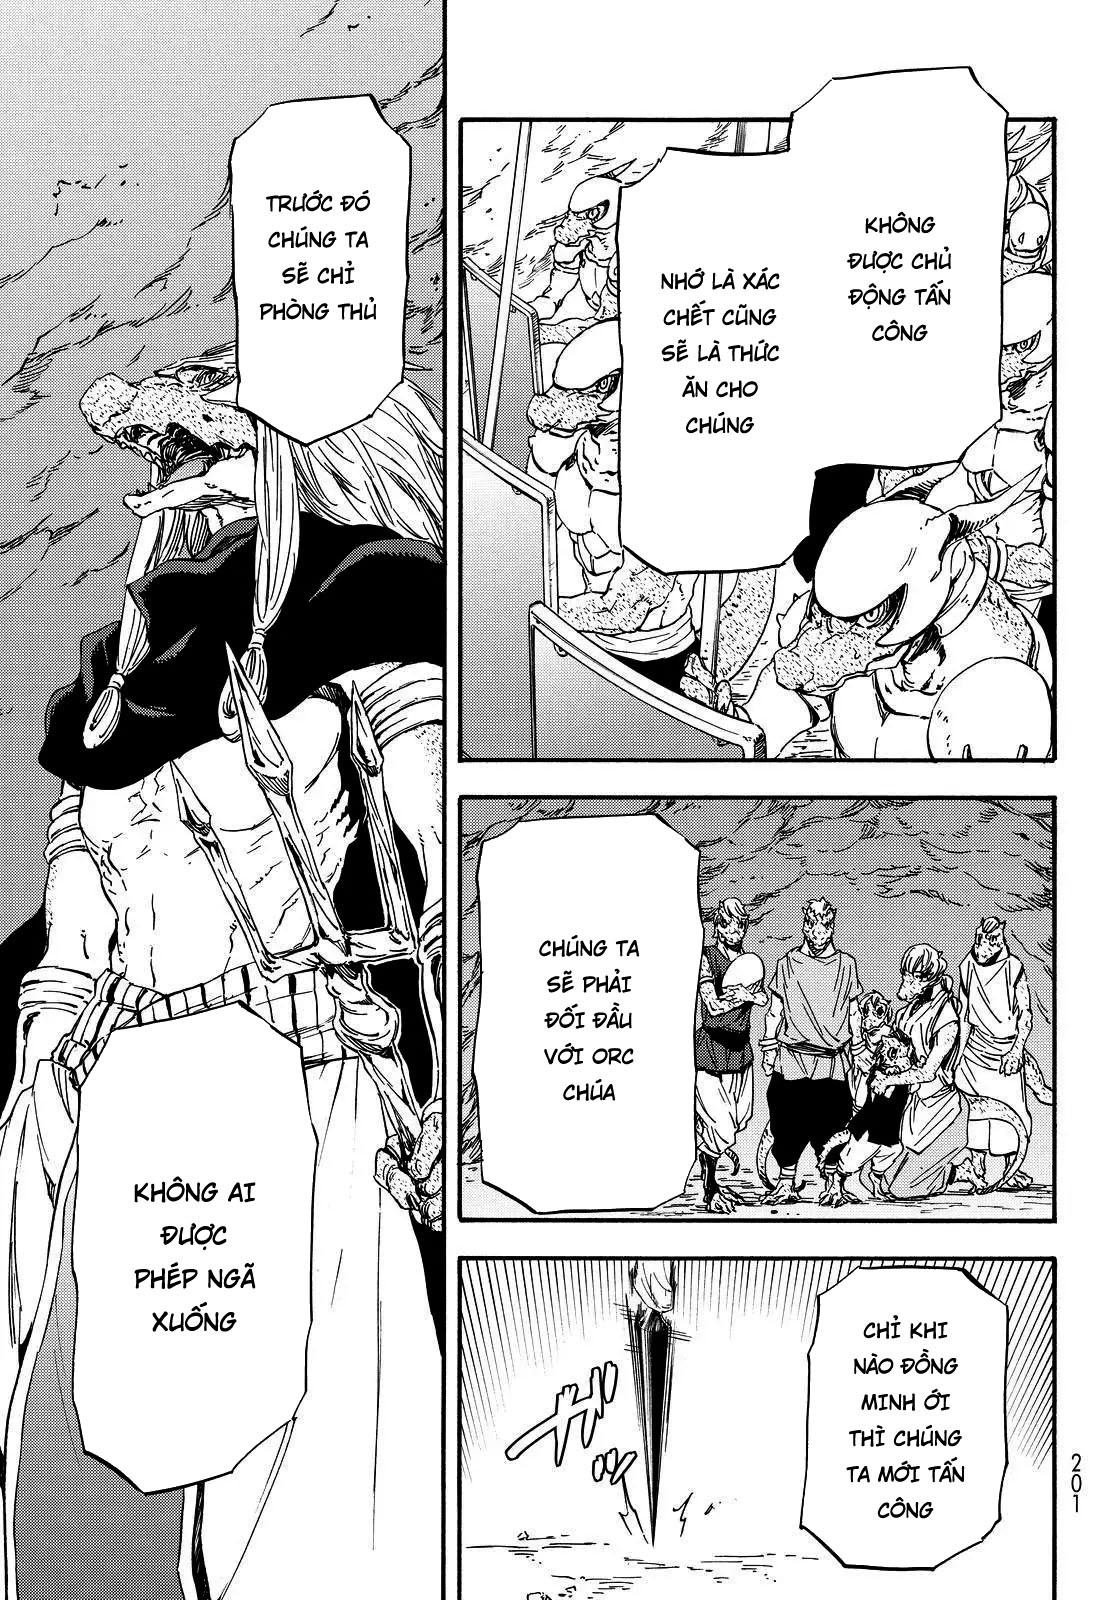 KHÔNG
ĐƯỢC CHỦ
ĐỘNG TẤN
CÔNG
NHỚ LÀ XÁC
CHẾT CŨNG
SẼ LÀ THỨC
ĂN CHO
CHÚNG
CHÚNG TA
SẼ PHẢI
ĐỐI ĐẦU
VỚI ORC
CHÚA
CHỈ KHI
NÀO ĐỒNG
MINH ỚI
THÌ CHÚNG
TA MỚI TẤN
CÔNG
ザッ
TRƯỚC ĐÓ
CHÚNG TA
SẼ CHỈ
PHÒNG THỦ
KHÔNG AI
ĐƯỢC
PHÉP NGÃ
XUỐNG
201